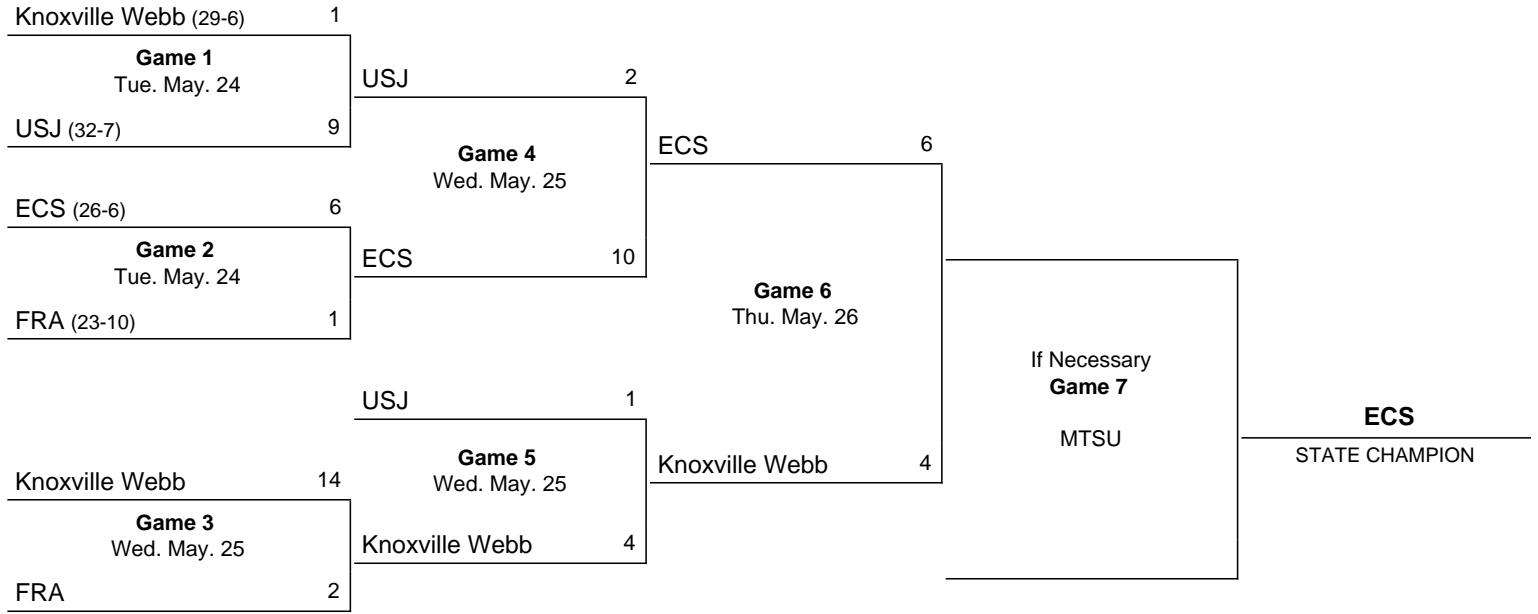 Knoxville Webb (29-6) 1
Game 1
Tue. May. 24
USJ (32-7) 9
ECS (26-6) 6
Game 2
Tue. May. 24
FRA (23-10) 1
Knoxville Webb 14
Game 3
Wed. May. 25
FRA 2
USJ 2
Game 4
Wed. May. 25
ECS 10
USJ 1
Game 5
Wed. May. 25
Knoxville Webb 4
ECS 6
Game 6
Thu. May. 26
Knoxville Webb 4
If Necessary
Game 7
MTSU
ECS
STATE CHAMPION